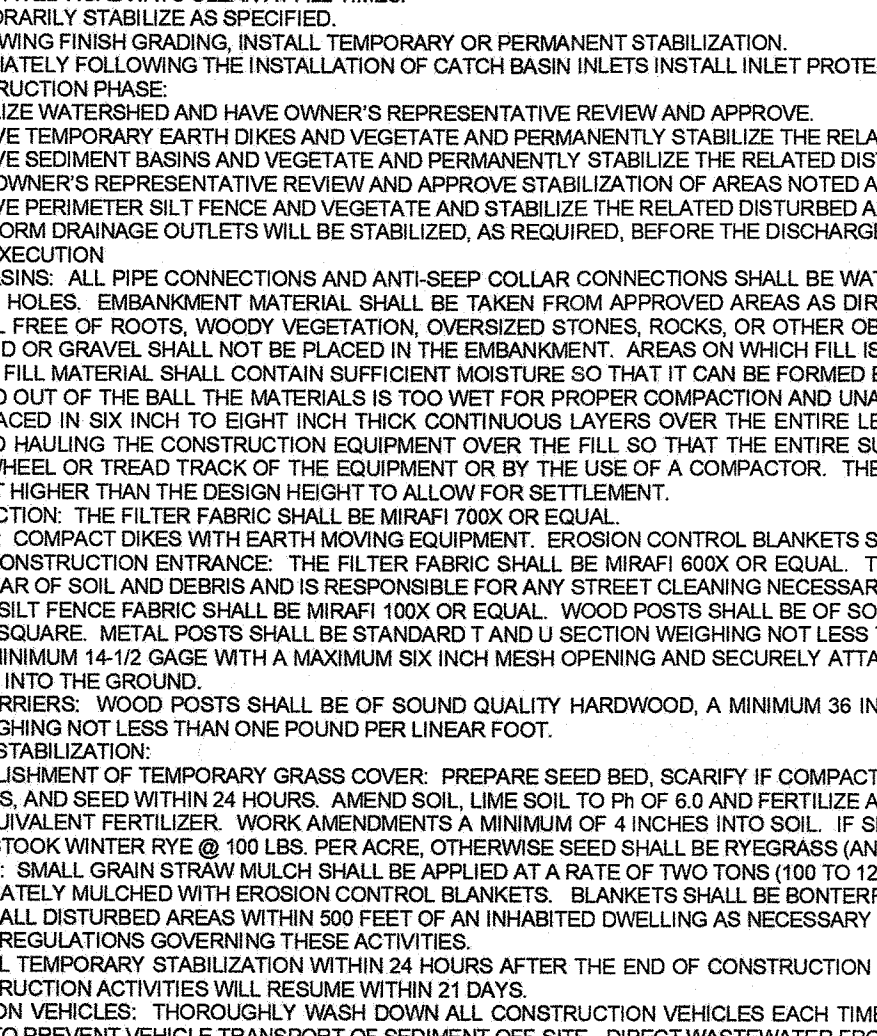 ORARILY STABILIZE AS SPECIFIED.
WING FINISH GRADING, INSTALL TEMPORARY OR PERMANENT STABILIZATION.
IATELY FOLLOWING THE INSTALLATION OF CATCH BASIN INLETS INSTALL INLET PROTE
RUCTION PHASE:
LIZE WATERSHED AND HAVE OWNER'S REPRESENTATIVE REVIEW AND APPROVE.
VE TEMPORARY EARTH DIKES AND VEGETATE AND PERMANENTLY STABILIZE THE RELA
VE SEDIMENT BASINS AND VEGETATE AND PERMANENTLY STABILIZE THE RELATED DIST
OWNER'S REPRESENTATIVE REVIEW AND APPROVE STABILIZATION OF AREAS NOTED A
VE PERIMETER SILT FENCE AND VEGETATE AND STABILIZE THE RELATED DISTURBED A
ORM DRAINAGE OUTLETS WILL BE STABILIZED, AS REQUIRED, BEFORE THE DISCHARGE
XECUTION
ASINS: ALL PIPE CONNECTIONS AND ANTI-SEEP COLLAR CONNECTIONS SHALL BE WAT
HOLES. EMBANKMENT MATERIAL SHALL BE TAKEN FROM APPROVED AREAS AS DIR
L FREE OF ROOTS, WOODY VEGETATION, OVERSIZED STONES, ROCKS, OR OTHER OB
D OR GRAVEL SHALL NOT BE PLACED IN THE EMBANKMENT. AREAS ON WHICH FILL IS
FILL MATERIAL SHALL CONTAIN SUFFICIENT MOISTURE SO THAT IT CAN BE FORMED
D OUT OF THE BALL THE MATERIALS IS TOO WET FOR PROPER COMPACTION AND UNA
ACED IN SIX INCH TO EIGHT INCH THICK CONTINUOUS LAYERS OVER THE ENTIRE LE
D HAULING THE CONSTRUCTION EQUIPMENT OVER THE FILL SO THAT THE ENTIRE SU
WHEEL OR TREAD TRACK OF THE EQUIPMENT OR BY THE USE OF A COMPACTOR. THE
T HIGHER THAN THE DESIGN HEIGHT TO ALLOW FOR SETTLEMENT.
CTION: THE FILTER FABRIC SHALL BE MIRAFI 700X OR EQUAL.
: COMPACT DIKES WITH EARTH MOVING EQUIPMENT. EROSION CONTROL BLANKETS S
ONSTRUCTION ENTRANCE: THE FILTER FABRIC SHALL BE MIRAFI 600X OR EQUAL. T
AR OF SOIL AND DEBRIS AND IS RESPONSIBLE FOR ANY STREET CLEANING NECESSAR
SILT FENCE FABRIC SHALL BE MIRAFI 100X OR EQUAL. WOOD POSTS SHALL BE OF SO
SQUARE. METAL POSTS SHALL BE STANDARD T AND U SECTION WEIGHING NOT LESS
MINIMUM 14-1/2 GAGE WITH A MAXIMUM SIX INCH MESH OPENING AND SECURELY ATTA
INTO THE GROUND.
RRIERS: WOOD POSTS SHALL BE OF SOUND QUALITY HARDWOOD, A MINIMUM 36 IN
GHING NOT LESS THAN ONE POUND PER LINEAR FOOT.
STABILIZATION:
LISHMENT OF TEMPORARY GRASS COVER: PREPARE SEED BED, SCARIFY IF COMPACT
S, AND SEED WITHIN 24 HOURS. AMEND SOIL, LIME SOIL TO Ph OF 6.0 AND FERTILIZE A
UIVALENT FERTILIZER. WORK AMENDMENTS A MINIMUM OF 4 INCHES INTO SOIL. IF S
STOOK WINTER RYE @ 100 LBS. PER ACRE, OTHERWISE SEED SHALL BE RYEGRASS (AN
: SMALL GRAIN STRAW MULCH SHALL BE APPLIED AT A RATE OF TWO TONS (100 TO 12
ATELY MULCHED WITH EROSION CONTROL BLANKETS. BLANKETS SHALL BE BONTERR
ALL DISTURBED AREAS WITHIN 500 FEET OF AN INHABITED DWELLING AS NECESSARY
REGULATIONS GOVERNING THESE ACTIVITIES.
L TEMPORARY STABILIZATION WITHIN 24 HOURS AFTER THE END OF CONSTRUCTION
RUCTION ACTIVITIES WILL RESUME WITHIN 21 DAYS.
ON VEHICLES: THOROUGHLY WASH DOWN ALL CONSTRUCTION VEHICLES EACH TIME
TO PREVENT VEHICLE TRANSPORT OF SEDIMENT OFF SITE. DIRECT WASTEWATER FRO